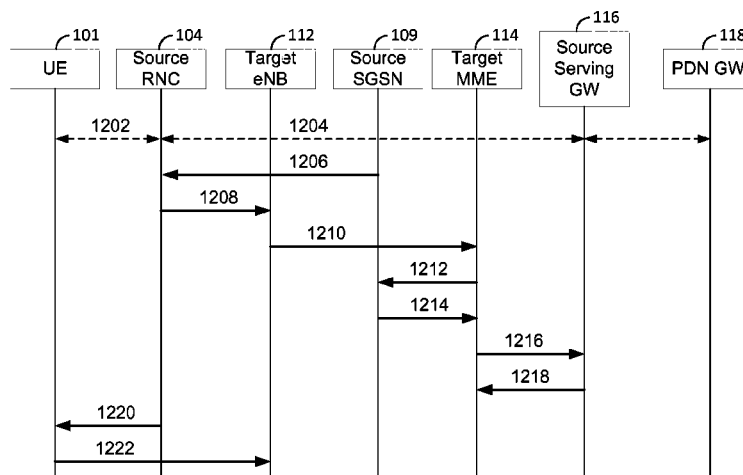 101
104
112
109
114
116
118
UE
Source
RNC
Target
eNB
Source
SGSN
Target
MME
Source
Serving
GW
PDN GW
1202
1204
1206
1208
1210
1212
1214
1216
1218
1220
1222